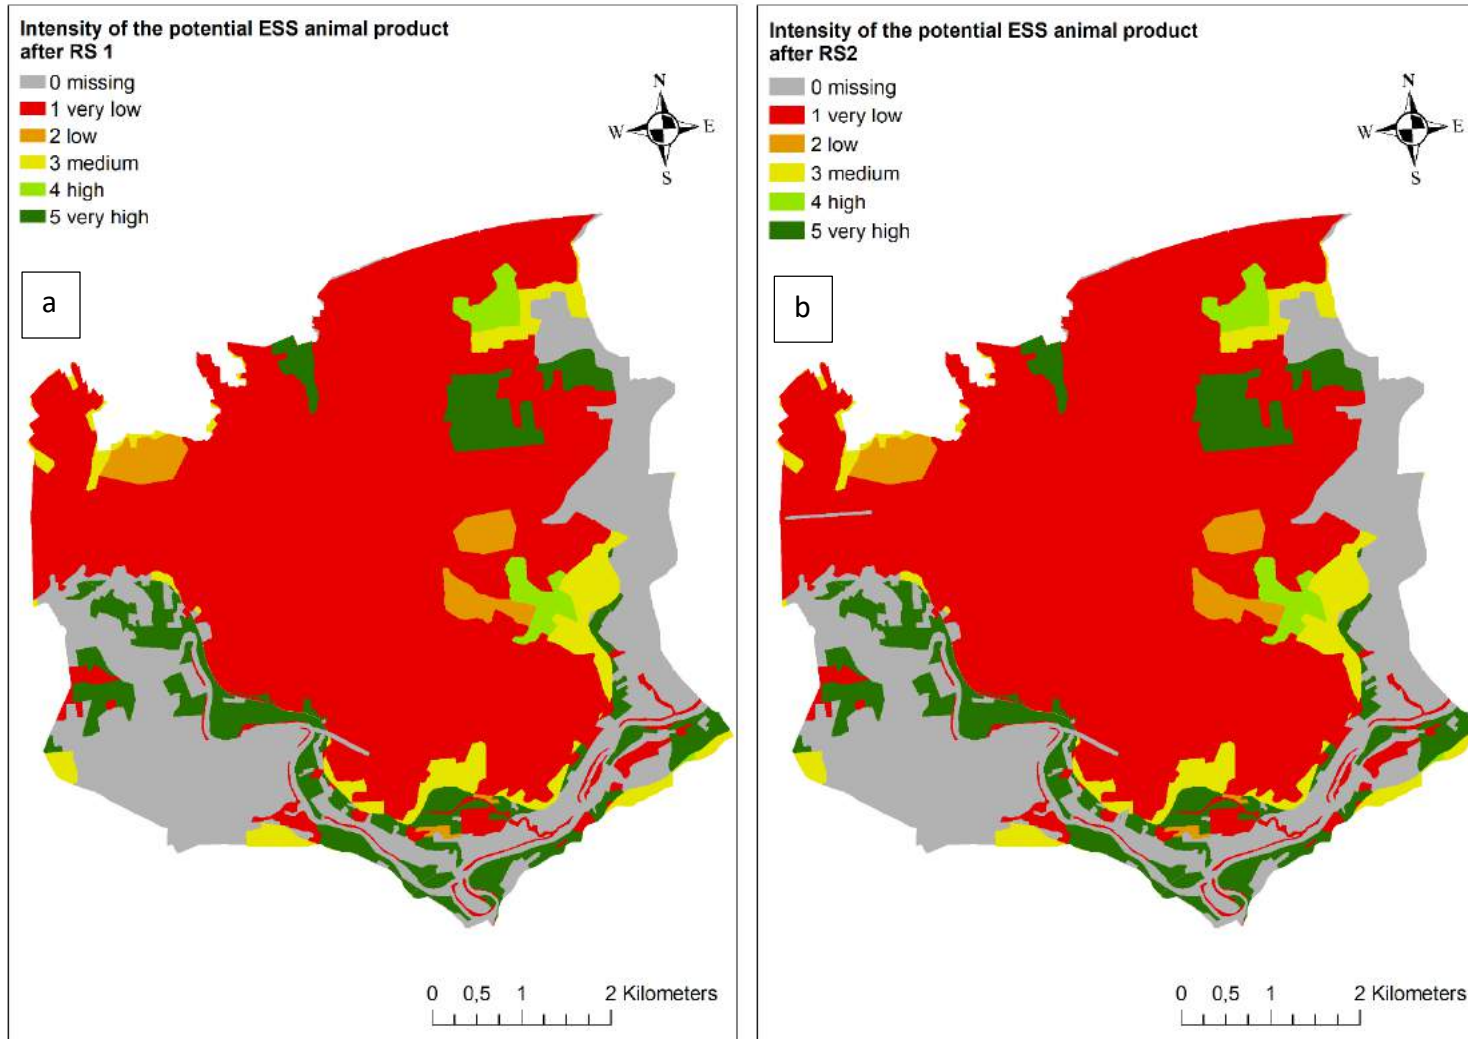 Intensity of the potential ESS animal product
after RS 1
0 missing
1 very low
2 low
3 medium
4 high
5 very high
N
W
E
S
a
0 0,5 1 2 Kilometers
Intensity of the potential ESS animal product
after RS2
0 missing
1 very low
2 low
3 medium
4 high
5 very high
N
W
E
S
b
0 0,5 1 2 Kilometers